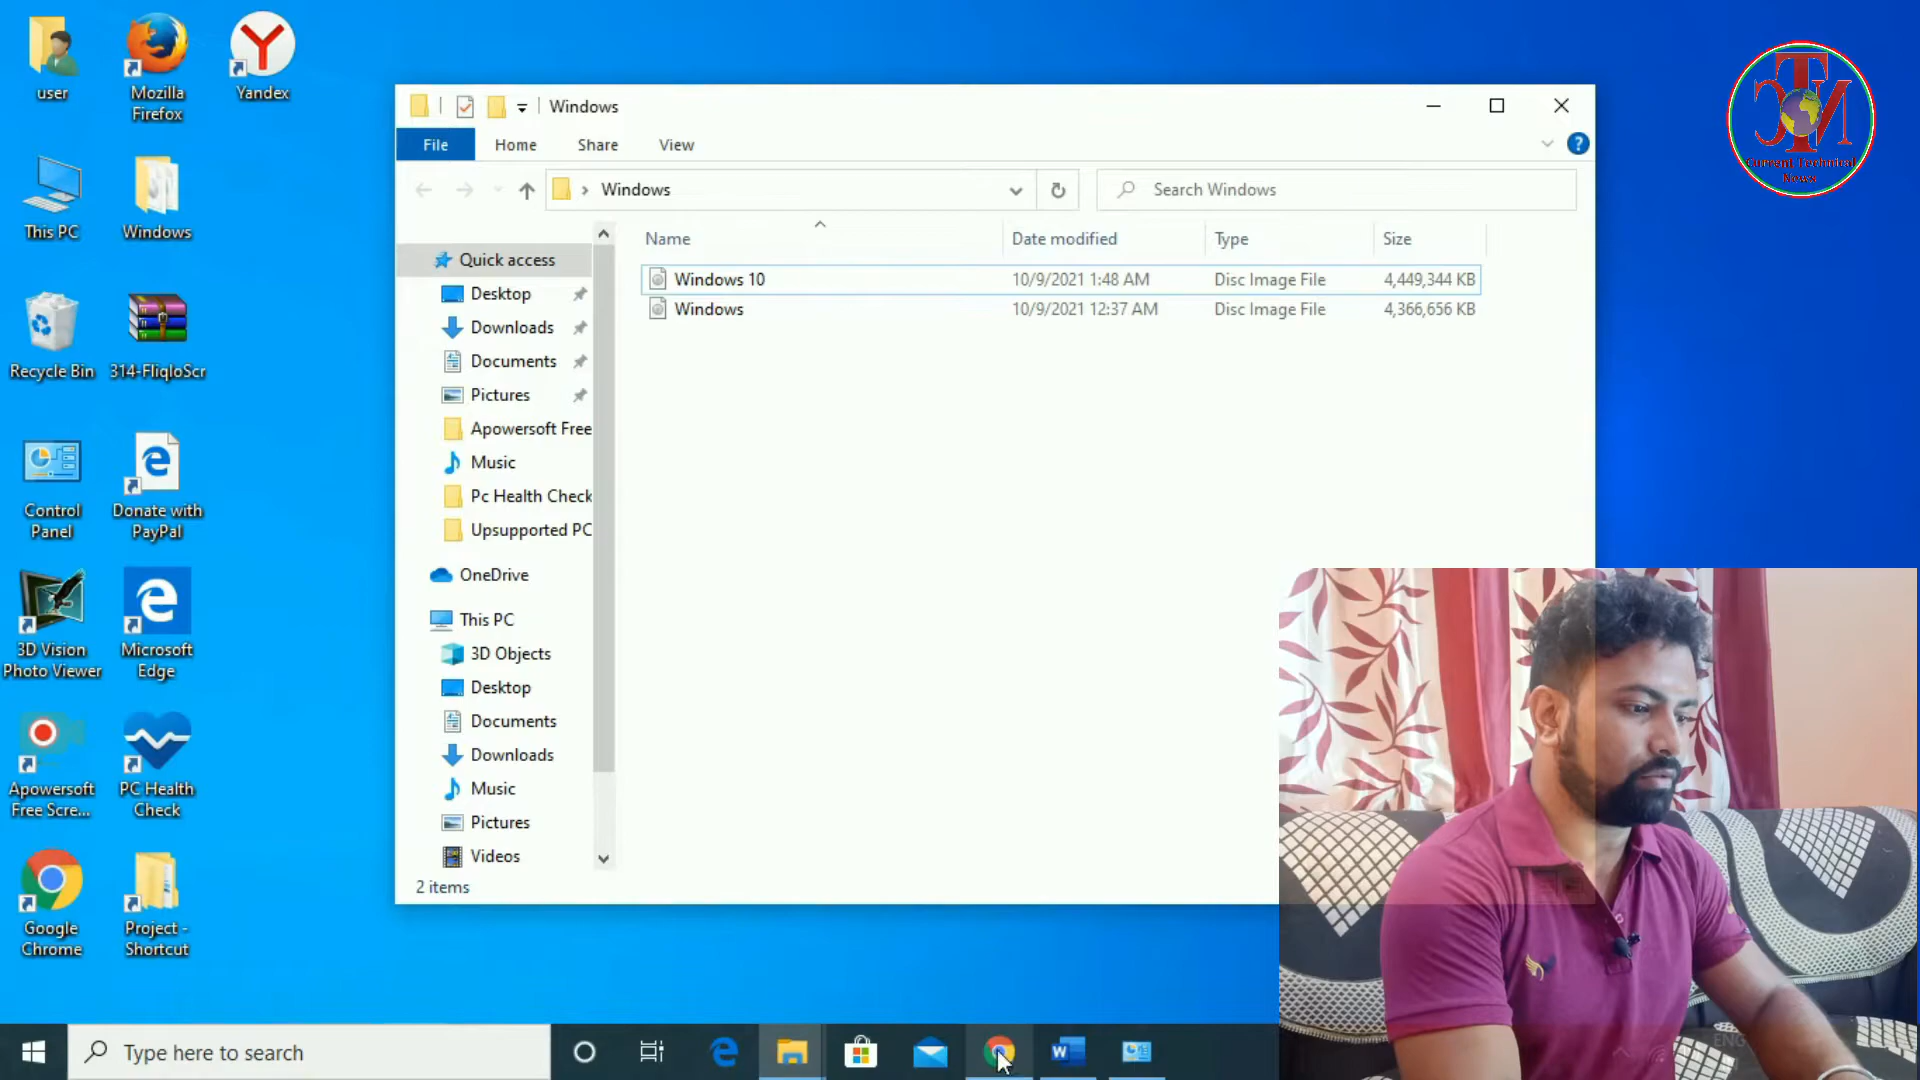 user
Mozilla
Firefox
Yandex
This PC
Windows
Recycle Bin
314-FliqloScr
Control
Panel
Donate with
PayPal
3D Vision
Photo Viewer
Microsoft
Edge
Apowersoft
Free Scre...
PC Health
Check
Google
Chrome
Project -
Shortcut
Windows
File
Home
Share
View
Windows
Search Windows
Name
Date modified
Type
Size
Windows 10
10/9/2021 1:48 AM
Disc Image File
4,449,344 KB
Windows
10/9/2021 12:37 AM
Disc Image File
4,366,656 KB
Quick access
Desktop
Downloads
Documents
Pictures
Apowersoft Free
Music
Pc Health Check
Upsupported PC
OneDrive
This PC
3D Objects
Desktop
Documents
Downloads
Music
Pictures
Videos
2 items
Type here to search
ENG
CTN
Current Technical
News